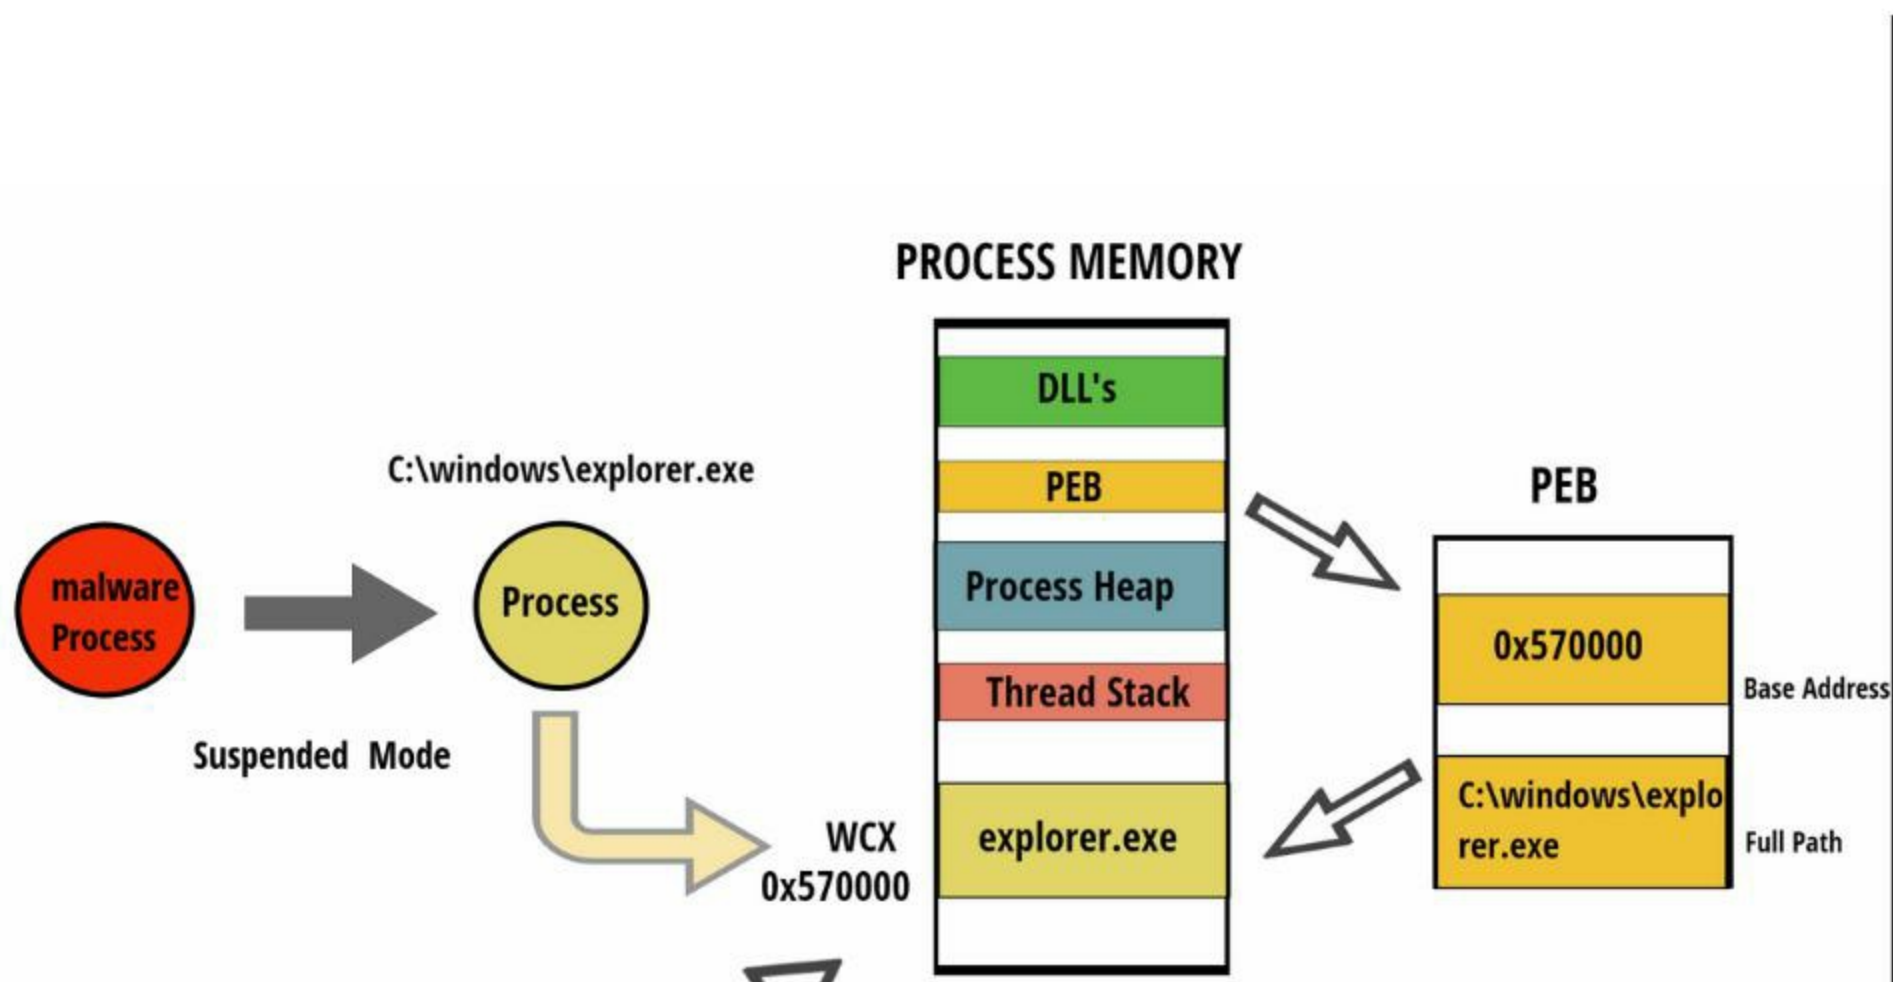 PROCESS MEMORY
DLL's
C:\windows\explorer.exe
PEB
PEB
malware
Process
Process
Process Heap
0x570000
Base Address
Thread Stack
Suspended Mode
C:\windows\explo
rer.exe
Full Path
WCX
0x570000
explorer.exe